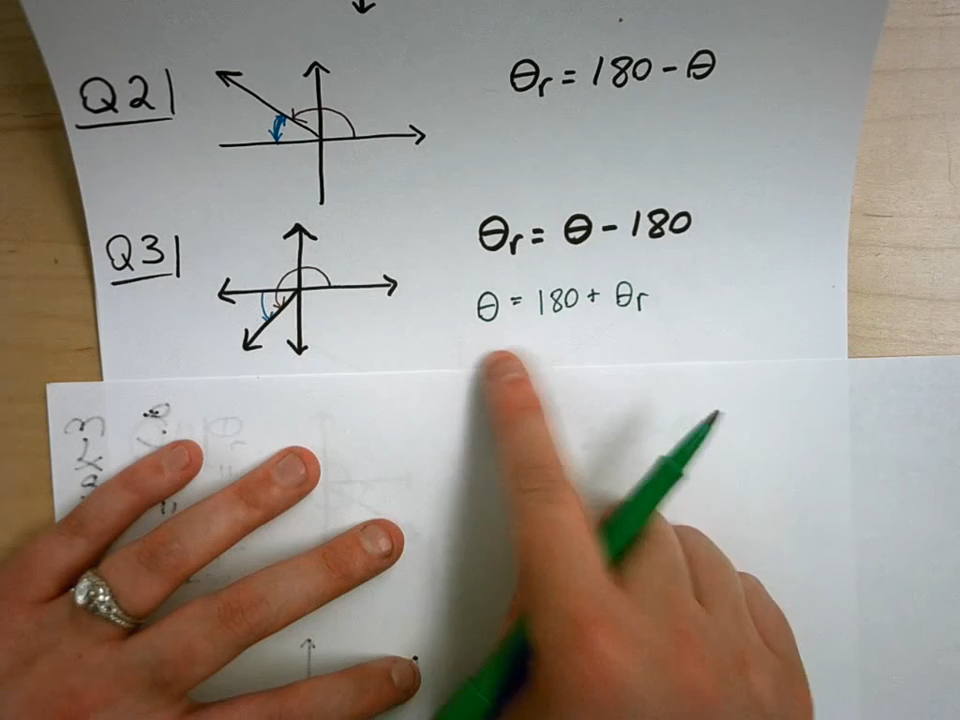 Q2|
θr = 180 - θ
Q3|
θr = θ - 180
θ = 180 + θr